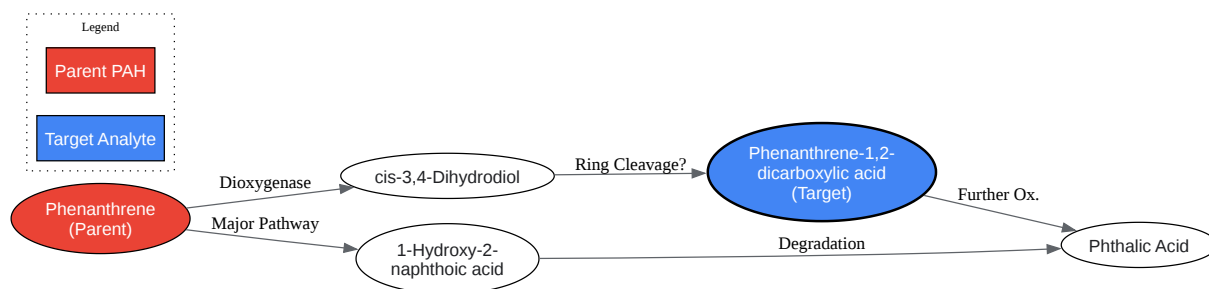 Legend
Parent PAH
Target Analyte
Phenanthrene
(Parent)
Dioxygenase
Major Pathway
cis-3,4-Dihydrodiol
1-Hydroxy-2-
naphthoic acid
Ring Cleavage?
Phenanthrene-1,2-
dicarboxylic acid
(Target)
Degradation
Further Ox.
Phthalic Acid